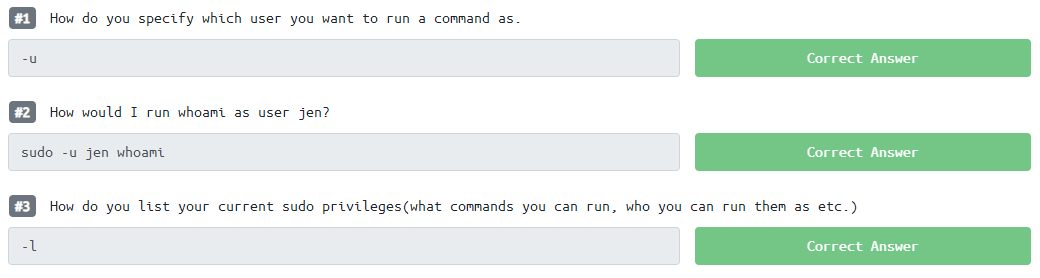 #1 How do you specify which user you want to run a command as.
-u Correct Answer
#2 How would I run whoami as user jen?
sudo -u jen whoami Correct Answer
#3 How do you list your current sudo privileges(what commands you can run, who you can run them as etc.)
-l Correct Answer